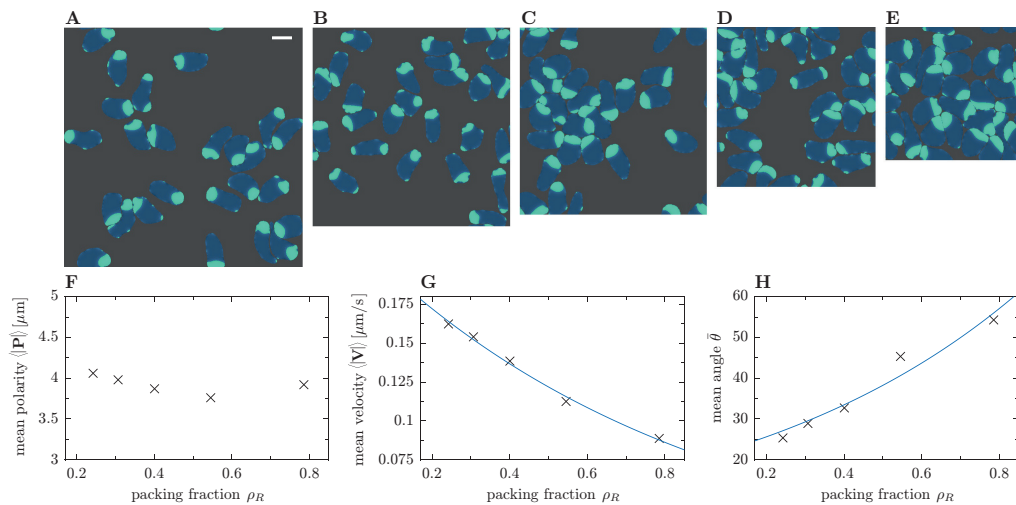 A
B
C
D
E
F
mean polarity ⟨|P|⟩ [μm]
5
4.5
4
3.5
3
0.2
0.4
0.6
0.8
packing fraction ρ_R
G
mean velocity ⟨|V|⟩ [μm/s]
0.175
0.15
0.125
0.1
0.075
0.2
0.4
0.6
0.8
packing fraction ρ_R
H
mean angle θ̄
60
50
40
30
20
0.2
0.4
0.6
0.8
packing fraction ρ_R